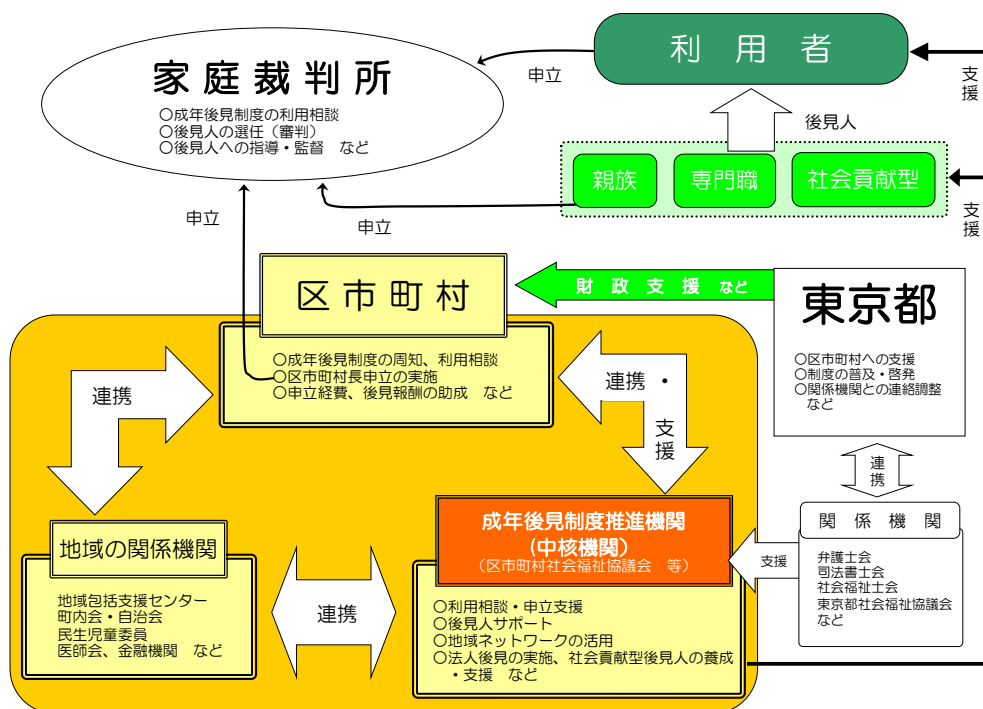 利用者
申立
支援
家庭裁判所
○成年後見制度の利用相談
○後見人の選任（審判）
○後見人への指導・監督　など
後見人
親族
専門職
社会貢献型
支援
申立
申立
区市町村
○成年後見制度の周知、利用相談
○区市町村長申立の実施
○申立経費、後見報酬の助成　など
財政支援など
東京都
○区市町村への支援
○制度の普及・啓発
○関係機関との連絡調整
など
連携
連携・
支援
連携
関係機関
弁護士会
司法書士会
社会福祉士会
東京都社会福祉協議会
など
支援
成年後見制度推進機関
（中核機関）
（区市町村社会福祉協議会　等）
○利用相談・申立支援
○後見人サポート
○地域ネットワークの活用
○法人後見の実施、社会貢献型後見人の養成
・支援　など
地域の関係機関
地域包括支援センター
町内会・自治会
民生児童委員
医師会、金融機関　など
連携